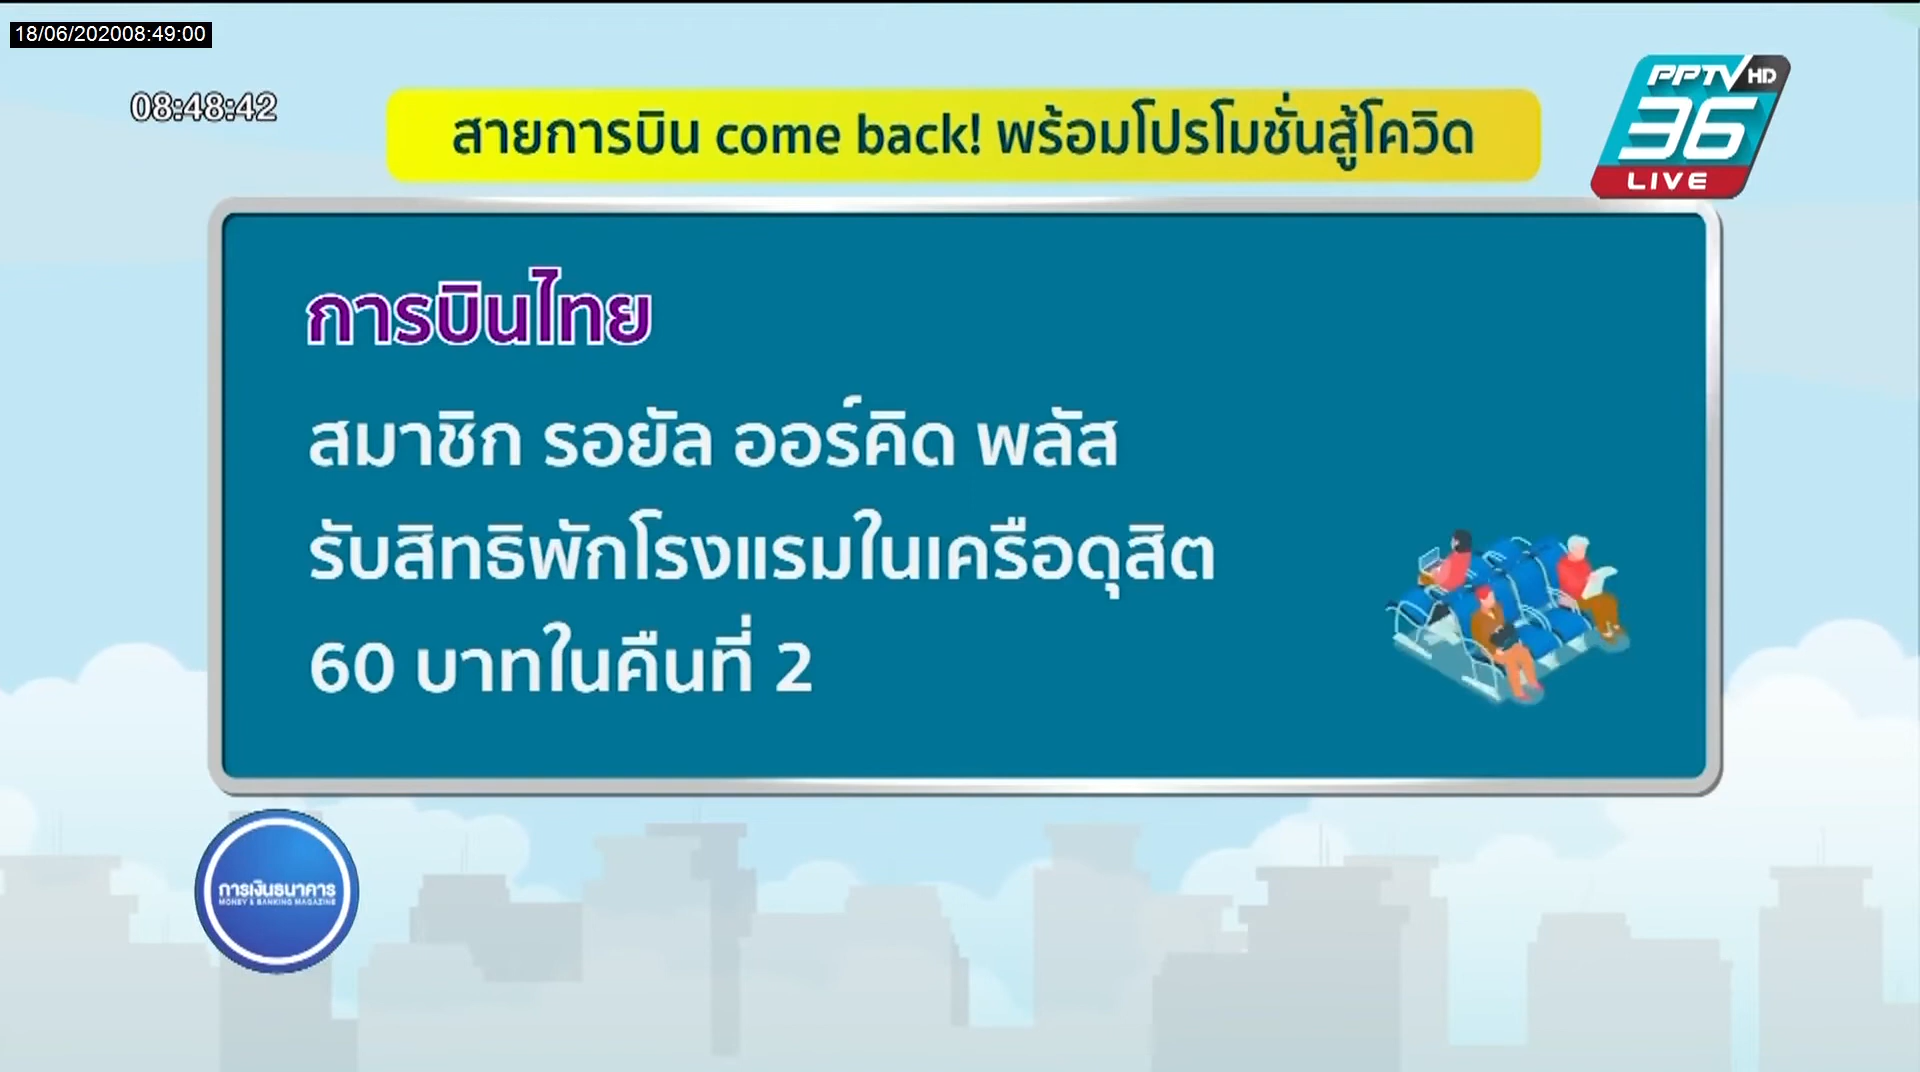 18/06/202008:49:00
08:48:42
สายการบิน come back! พร้อมโปรโมชั่นสู้โควิด
PPTV HD
36
LIVE
การบินไทย
สมาชิก รอยัล ออร์คิด พลัส
รับสิทธิพักโรงแรมในเครือดุสิต
60 บาทในคืนที่ 2
การเงินธนาคาร
MONEY & BANKING MAGAZINE